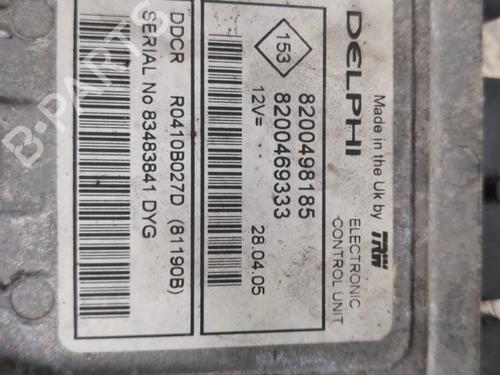 DELPHI
Made in the Uk by TRW
153
ELECTRONIC
CONTROL UNIT
8200498185
8200469333
12V= 28.04.05
DDCR R0410B027D (81190B)
SERIAL No 83483841 DYG
B-PARTS